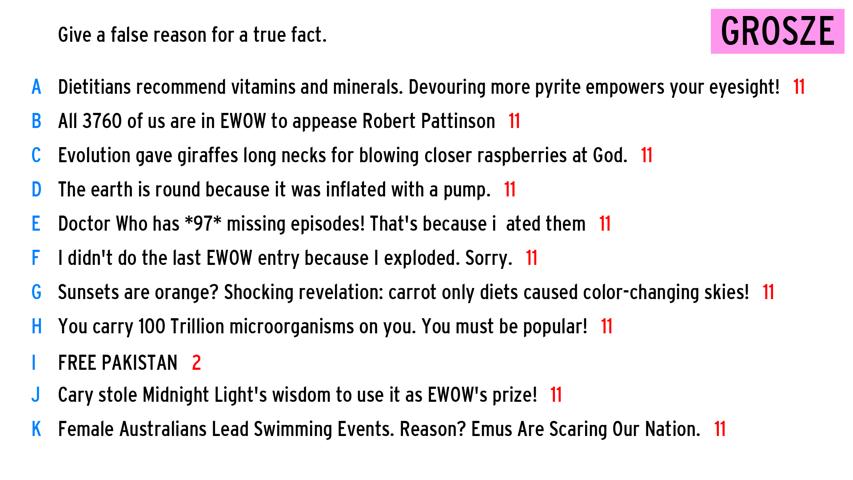 Give a false reason for a true fact.
GROSZE
A Dietitians recommend vitamins and minerals. Devouring more pyrite empowers your eyesight! 11
B All 3760 of us are in EWOW to appease Robert Pattinson 11
C Evolution gave giraffes long necks for blowing closer raspberries at God. 11
D The earth is round because it was inflated with a pump. 11
E Doctor Who has *97* missing episodes! That's because i ated them 11
F I didn't do the last EWOW entry because I exploded. Sorry. 11
G Sunsets are orange? Shocking revelation: carrot only diets caused color-changing skies! 11
H You carry 100 Trillion microorganisms on you. You must be popular! 11
I FREE PAKISTAN 2
J Cary stole Midnight Light's wisdom to use it as EWOW's prize! 11
K Female Australians Lead Swimming Events. Reason? Emus Are Scaring Our Nation. 11